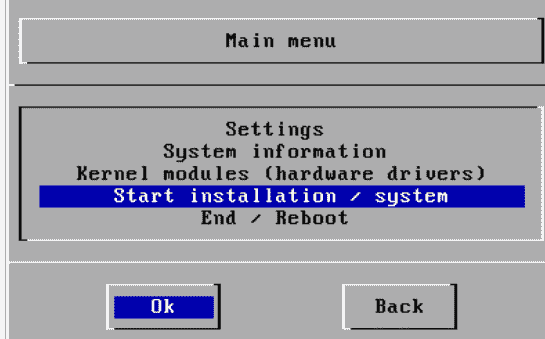 Main menu
Settings
System information
Kernel modules (hardware drivers)
Start installation / system
End / Reboot
Ok
Back